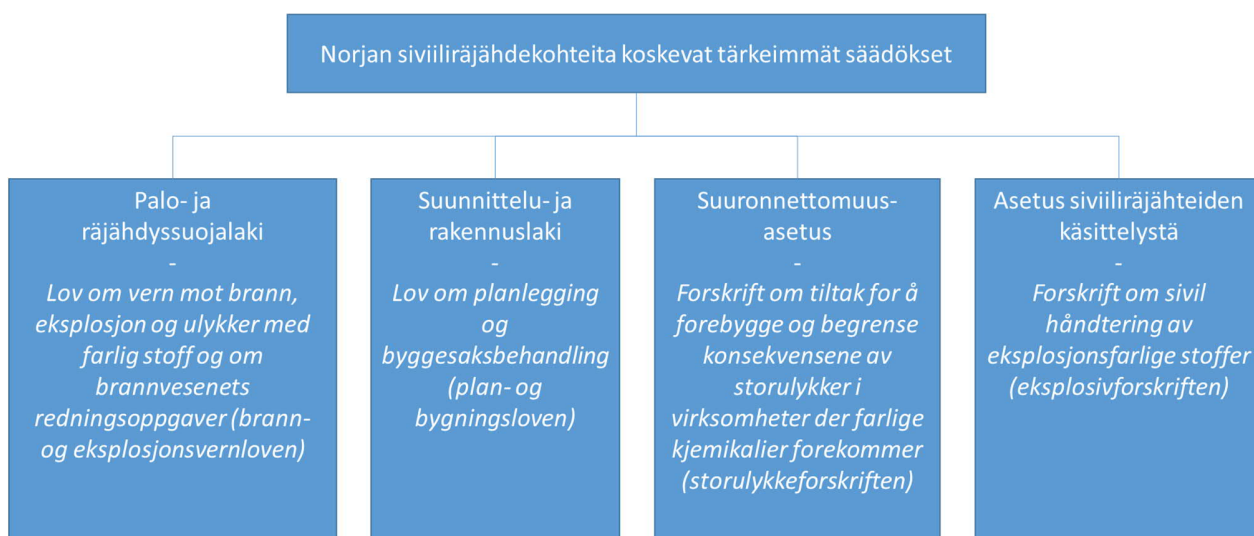 Norjan siviiliräjähdekohteita koskevat tärkeimmät säädökset
Palo- ja
räjähdyssuojalaki
-
Lov om vern mot brann,
eksplosjon og ulykker med
farlig stoff og om
brannvesenets
redningsoppgaver (brann-
og eksplosjonsvernloven)
Suunnittelu- ja
rakennuslaki
-
Lov om planlegging
og
byggesaksbehandling
(plan- og
bygningsloven)
Suuronnettomuus-
asetus
-
Forskrift om tiltak for å
forebygge og begrense
konsekvensene av
storulykker i
virksomheter der farlige
kjemikalier forekommer
(storulykkeforskriften)
Asetus siviiliräjähteiden
käsittelystä
-
Forskrift om sivil
håndtering av
eksplosjonsfarlige stoffer
(eksplosivforskriften)